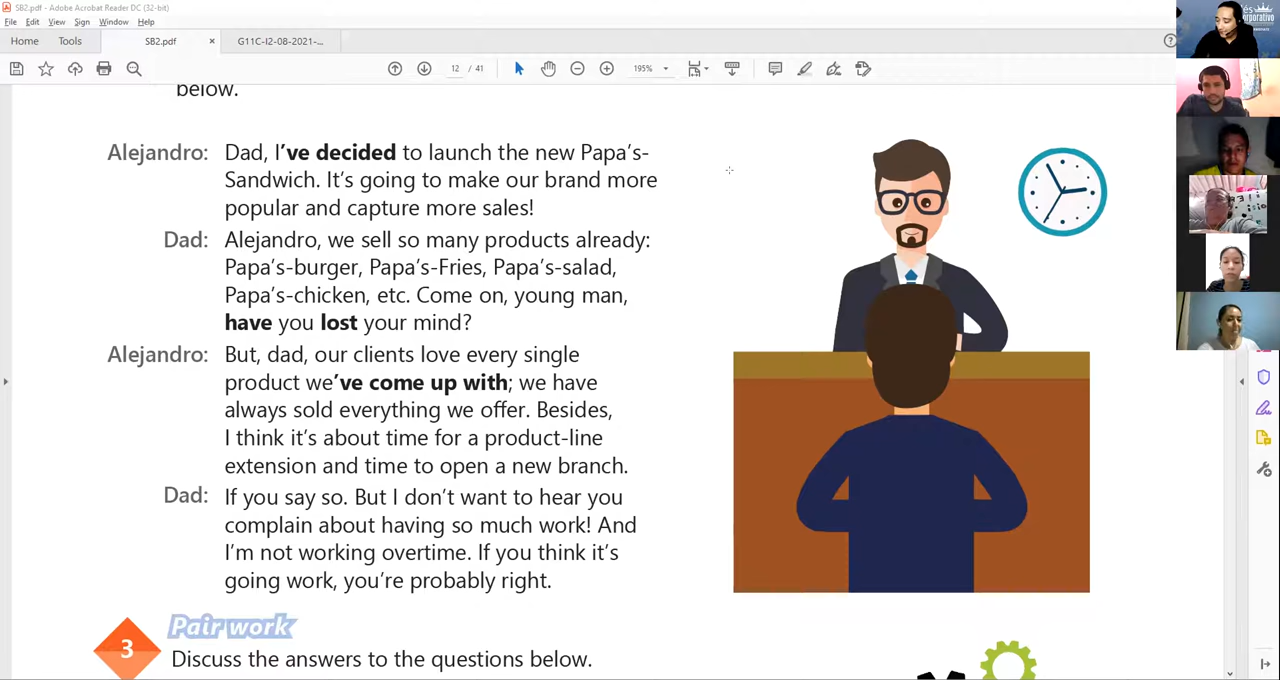 SB2.pdf - Adobe Acrobat Reader DC (32-bit)
File Edit View Sign Window Help
Home Tools SB2.pdf × G11C-I2-08-2021-...
12 / 41 195%
below.
Alejandro: Dad, I've decided to launch the new Papa's-
Sandwich. It's going to make our brand more
popular and capture more sales!
Dad: Alejandro, we sell so many products already:
Papa's-burger, Papa's-Fries, Papa's-salad,
Papa's-chicken, etc. Come on, young man,
have you lost your mind?
Alejandro: But, dad, our clients love every single
product we've come up with; we have
always sold everything we offer. Besides,
I think it's about time for a product-line
extension and time to open a new branch.
Dad: If you say so. But I don't want to hear you
complain about having so much work! And
I'm not working overtime. If you think it's
going work, you're probably right.
3 Pair work
Discuss the answers to the questions below.